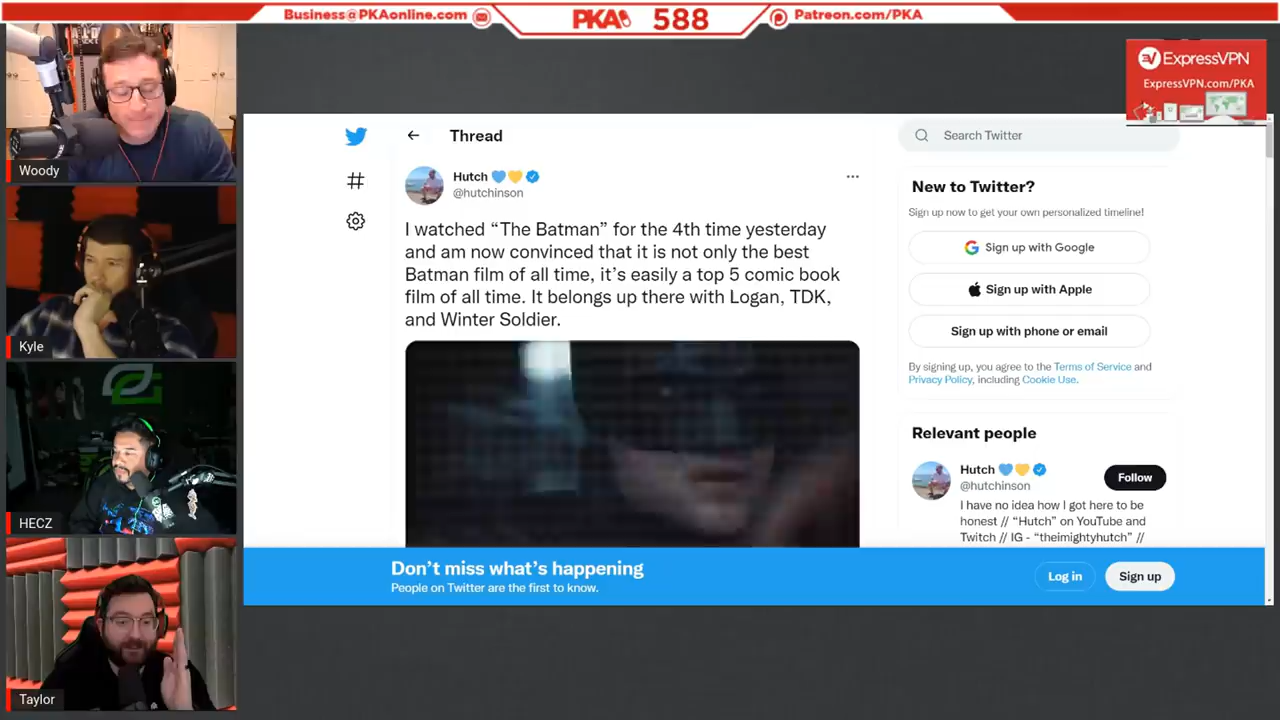 Business@PKAonline.com
PKA 588
Patreon.com/PKA
ExpressVPN
ExpressVPN.com/PKA
Woody
Kyle
HECZ
Taylor
Thread
Hutch
@hutchinson
I watched “The Batman” for the 4th time yesterday
and am now convinced that it is not only the best
Batman film of all time, it’s easily a top 5 comic book
film of all time. It belongs up there with Logan, TDK,
and Winter Soldier.
Search Twitter
New to Twitter?
Sign up now to get your own personalized timeline!
Sign up with Google
Sign up with Apple
Sign up with phone or email
By signing up, you agree to the Terms of Service and
Privacy Policy, including Cookie Use.
Relevant people
Hutch
@hutchinson
Follow
I have no idea how I got here to be
honest // “Hutch” on YouTube and
Twitch // IG - “theimightyhutch” //
Don’t miss what’s happening
People on Twitter are the first to know.
Log in
Sign up